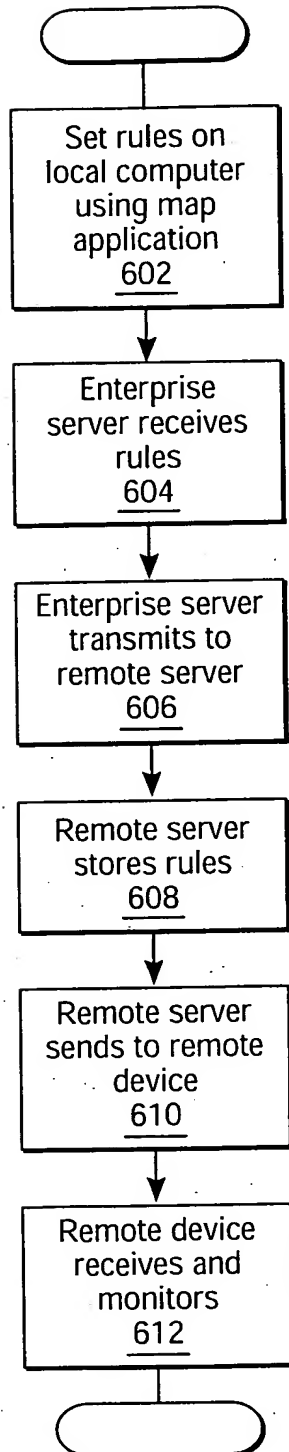 Set rules on
local computer
using map
application
602
Enterprise
server receives
rules
604
Enterprise server
transmits to
remote server
606
Remote server
stores rules
608
Remote server
sends to remote
device
610
Remote device
receives and
monitors
612